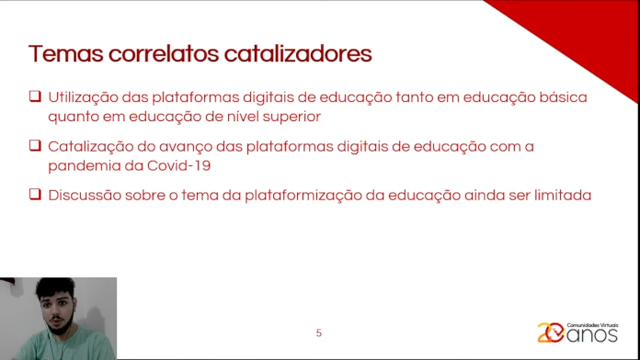 Temas correlatos catalizadores
Utilização das plataformas digitais de educação tanto em educação básica
quanto em educação de nível superior
Catalização do avanço das plataformas digitais de educação com a
pandemia da Covid-19
Discussão sobre o tema da plataformização da educação ainda ser limitada
5
Comunidades Virtuais
20 anos